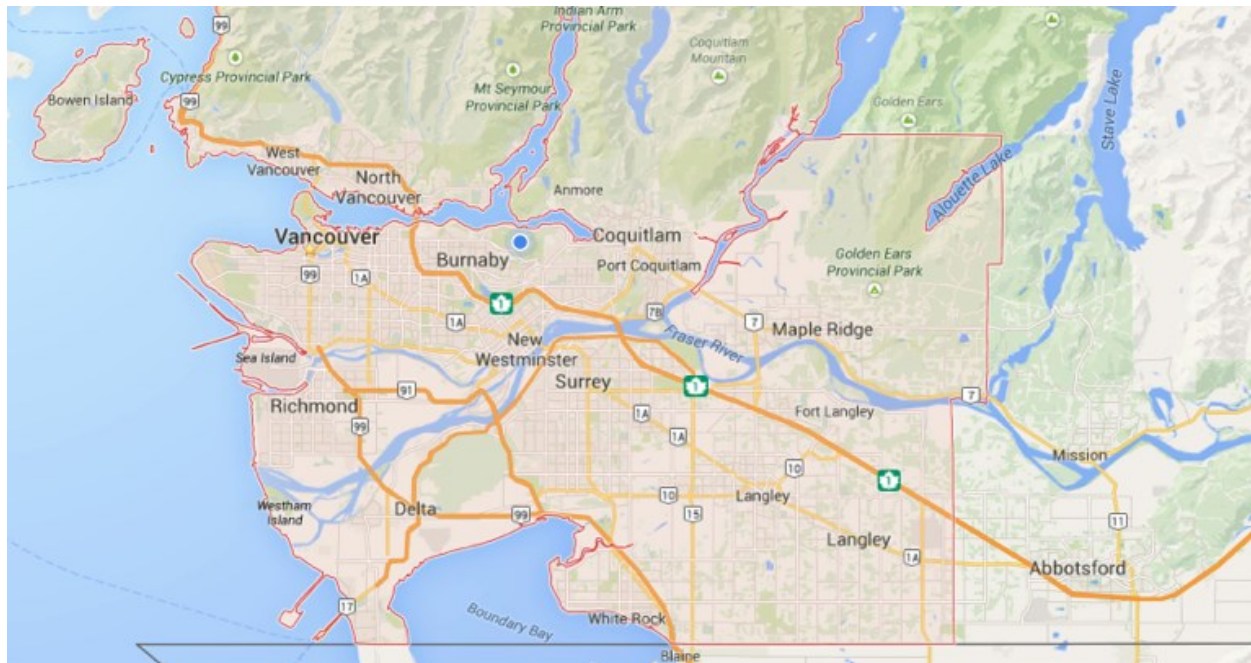 99
Indian Arm
Provincial Park
Coquitlam
Mountain
Cypress Provincial Park
Mt Seymour
Provincial Park
Bowen Island
99
Golden Ears
Stave Lake
West
Vancouver
North
Vancouver
Anmore
Alouette Lake
Vancouver
Coquitlam
Burnaby
Port Coquitlam
Golden Ears
Provincial Park
99
1A
1
7B
1A
7
Maple Ridge
New
Westminster
Fraser River
Sea Island
Surrey
1
91
7
Richmond
99
1A
Fort Langley
1A
Mission
10
1
Westham
Island
Delta
99
10
15
Langley
11
Langley
1A
Abbotsford
17
Boundary Bay
White Rock
Blaine